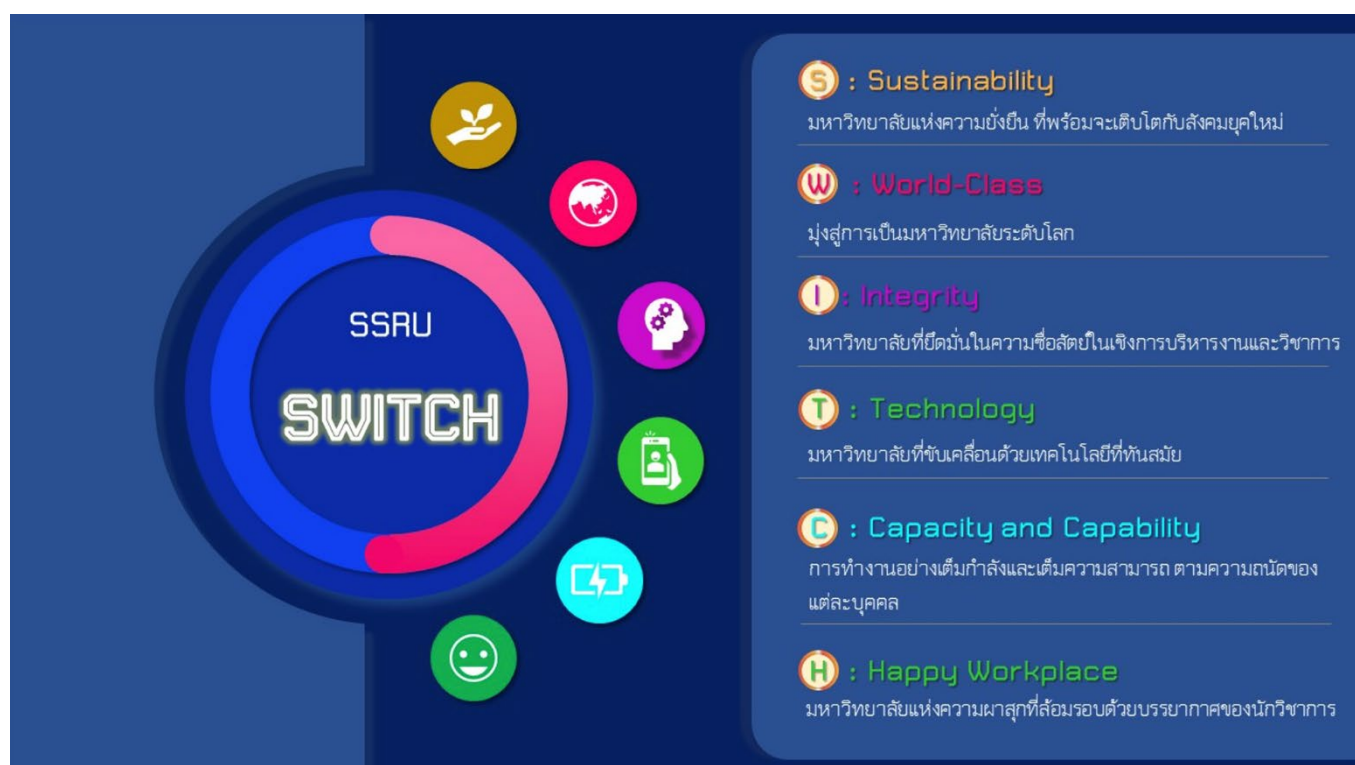 SSRU
SWITCH
S : Sustainability
มหาวิทยาลัยแห่งความยั่งยืน ที่พร้อมจะเติบโตกับสังคมยุคใหม่
W : World-Class
มุ่งสู่การเป็นมหาวิทยาลัยระดับโลก
I : Integrity
มหาวิทยาลัยที่ยึดมั่นในความซื่อสัตย์ในเชิงการบริหารงานและวิชาการ
T : Technology
มหาวิทยาลัยที่ขับเคลื่อนด้วยเทคโนโลยีที่ทันสมัย
C : Capacity and Capability
การทำงานอย่างเต็มกำลังและเต็มความสามารถ ตามความถนัดของ
แต่ละบุคคล
H : Happy Workplace
มหาวิทยาลัยแห่งความผาสุกที่ล้อมรอบด้วยบรรยากาศของนักวิชาการ